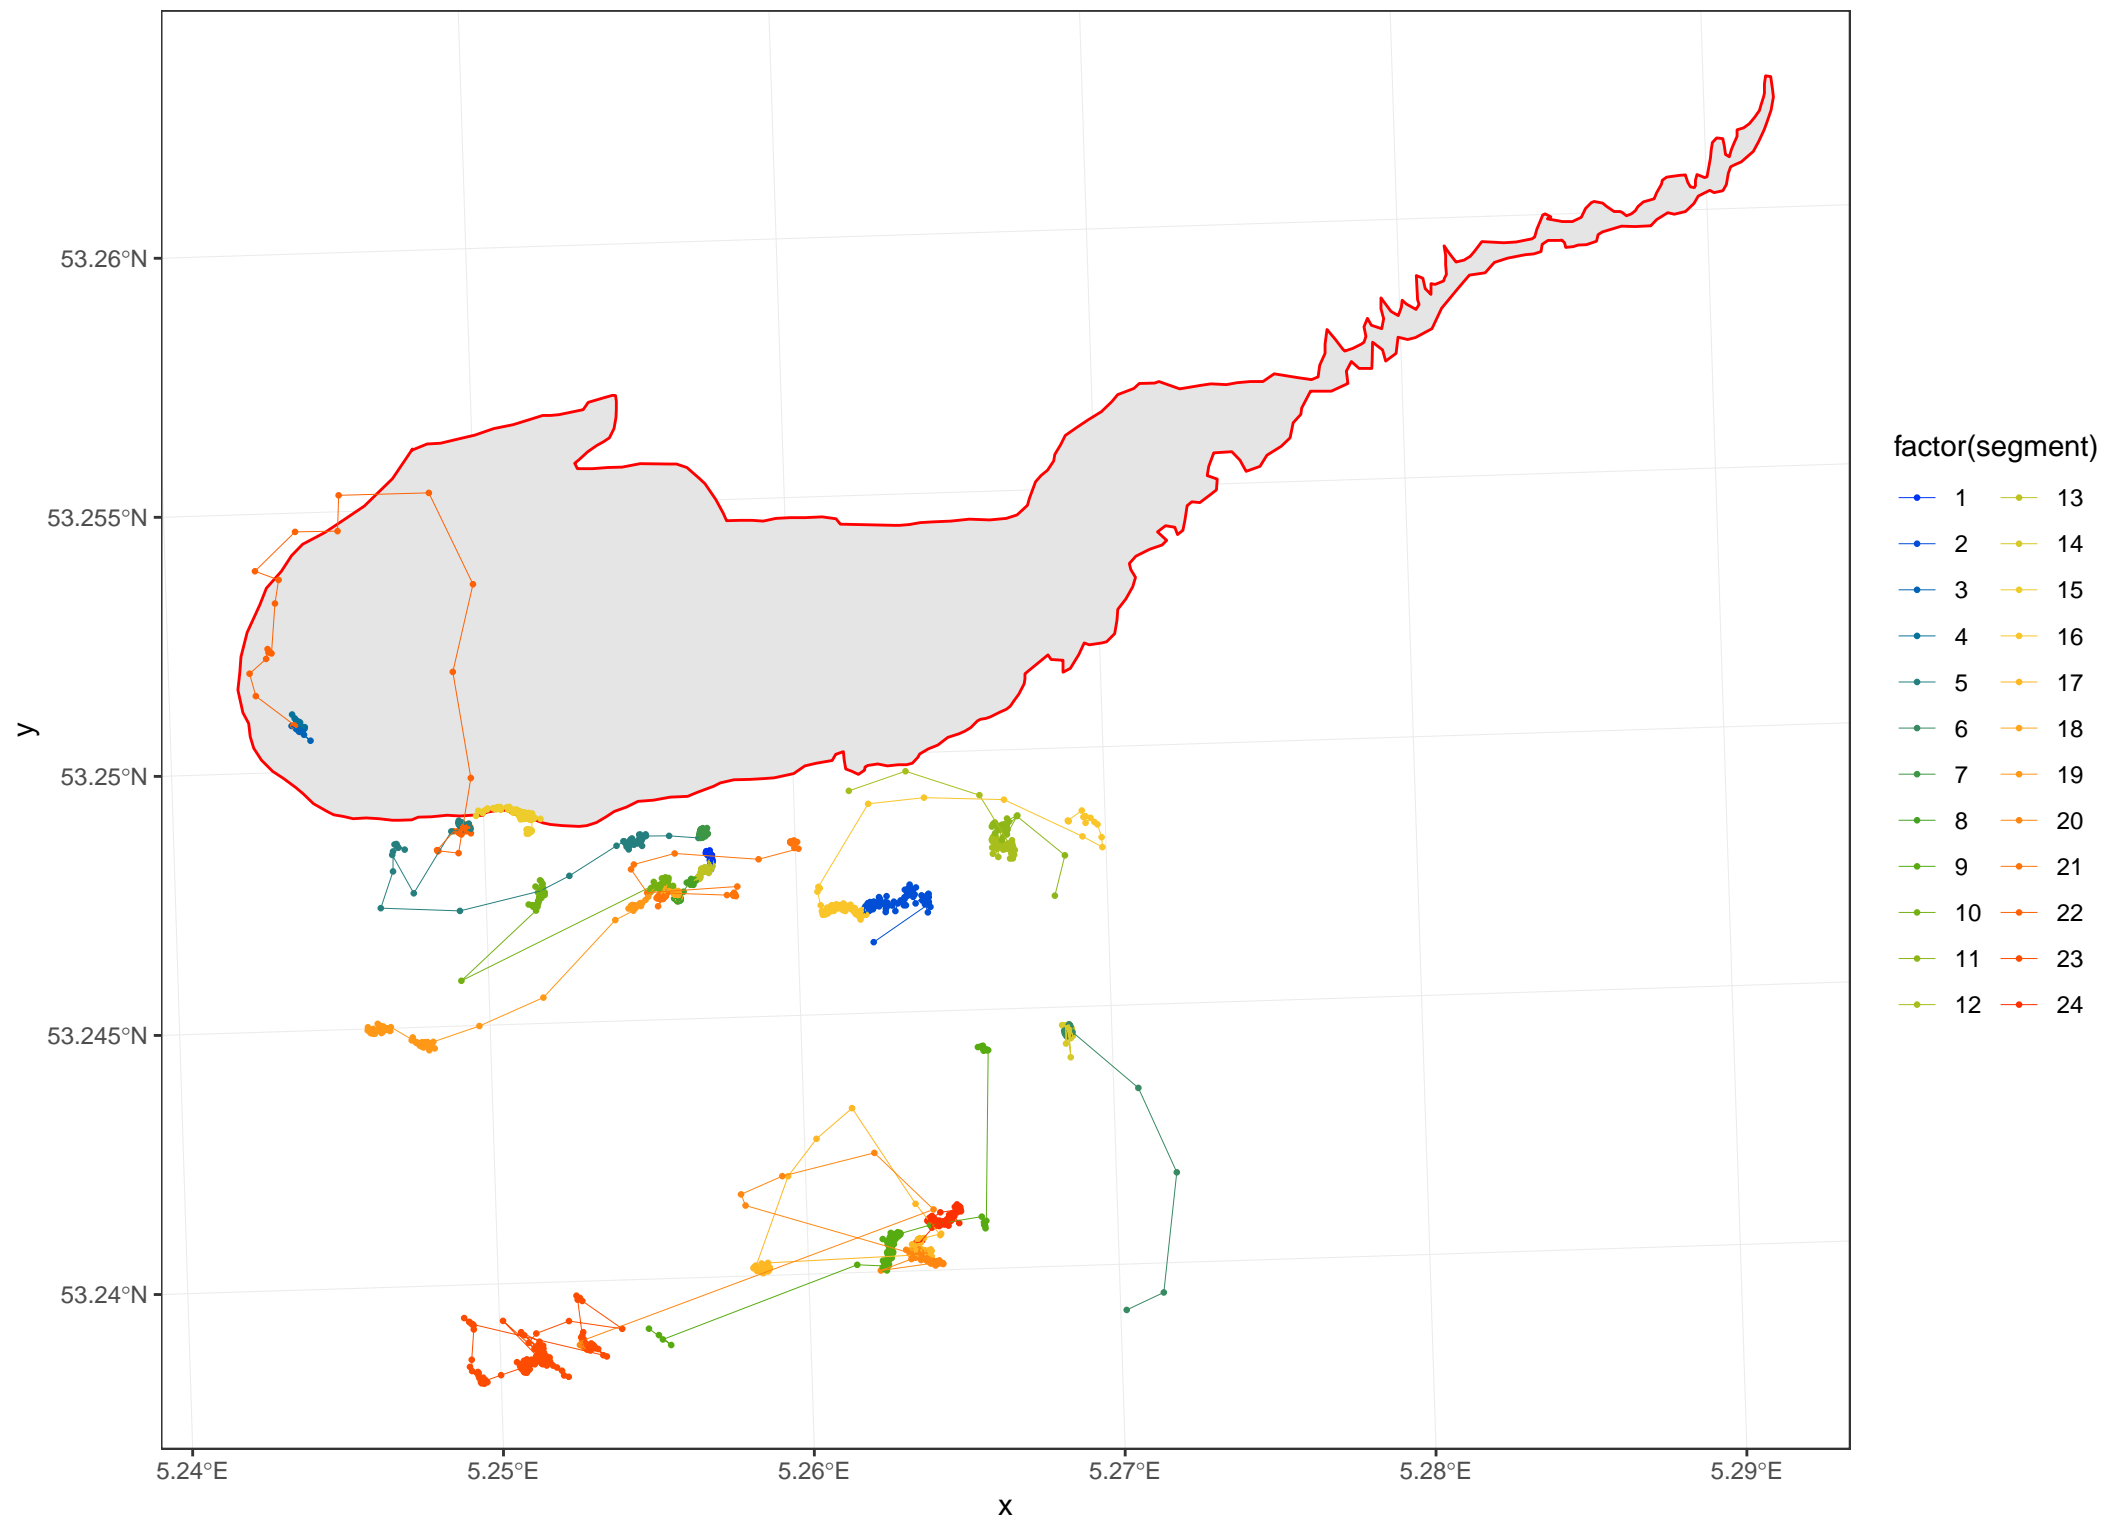 53.26°N
53.255°N
53.25°N
53.245°N
53.24°N
y
5.24°E
5.25°E
5.26°E
5.27°E
5.28°E
5.29°E
x
factor(segment)
1 13
2 14
3 15
4 16
5 17
6 18
7 19
8 20
9 21
10 22
11 23
12 24